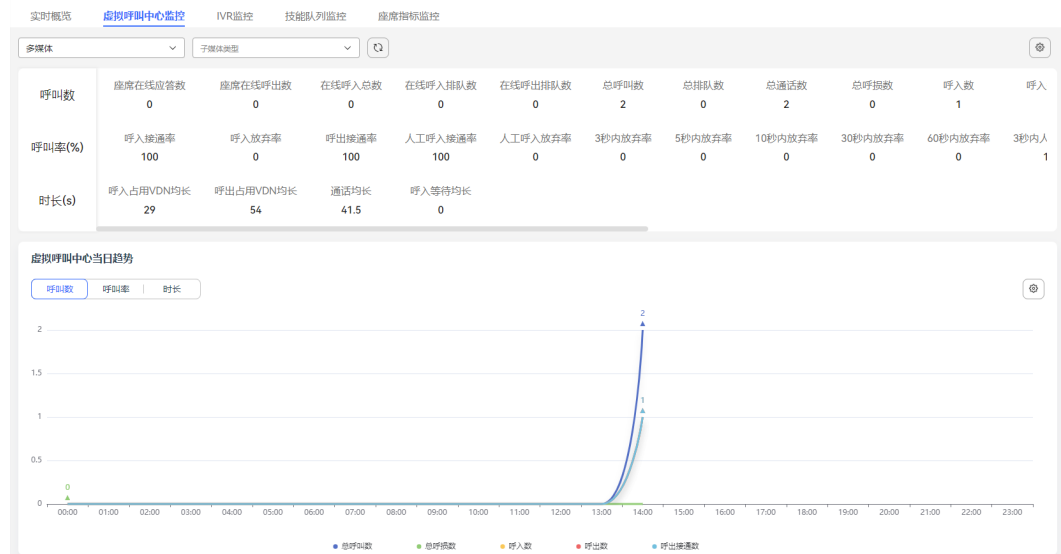 实时概览 虚拟呼叫中心监控 IVR监控 技能队列监控 座席指标监控
多媒体 子媒体类型
呼叫数 座席在线应答数 座席在线呼出数 在线呼入总数 在线呼入排队数 在线呼出排队数 总呼叫数 总排队数 总通话数 总呼损数 呼入数 呼入
0 0 0 0 0 2 0 2 0 1
呼叫率(%) 呼入接通率 呼入放弃率 呼出接通率 人工呼入接通率 人工呼入放弃率 3秒内放弃率 5秒内放弃率 10秒内放弃率 30秒内放弃率 60秒内放弃率 3秒内人
100 0 100 100 0 0 0 0 0 0 1
时长(s) 呼入占用VDN均长 呼出占用VDN均长 通话均长 呼入等待均长
29 54 41.5 0
虚拟呼叫中心当日趋势
呼叫数 呼叫率 时长
2
2
1.5
1
1
0.5
0
0
00:00 01:00 02:00 03:00 04:00 05:00 06:00 07:00 08:00 09:00 10:00 11:00 12:00 13:00 14:00 15:00 16:00 17:00 18:00 19:00 20:00 21:00 22:00 23:00
总呼叫数 总呼损数 呼入数 呼出数 呼出接通数